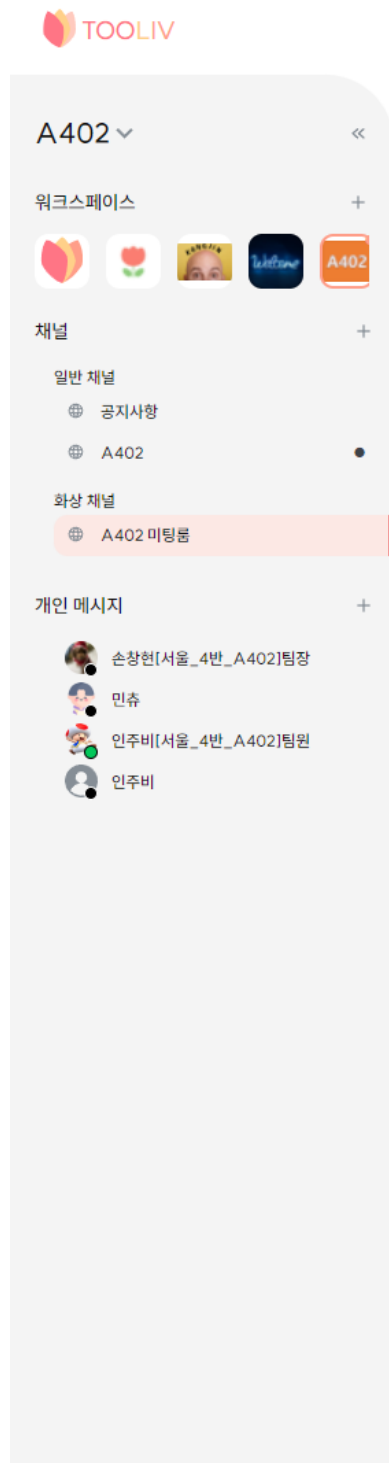 TOOLIV
A402
워크스페이스
Welcome
A402
채널
일반 채널
공지사항
A402
화상 채널
A402 미팅룸
개인 메시지
손창현[서울_4반_A402]팀장
민츄
인주비[서울_4반_A402]팀원
인주비